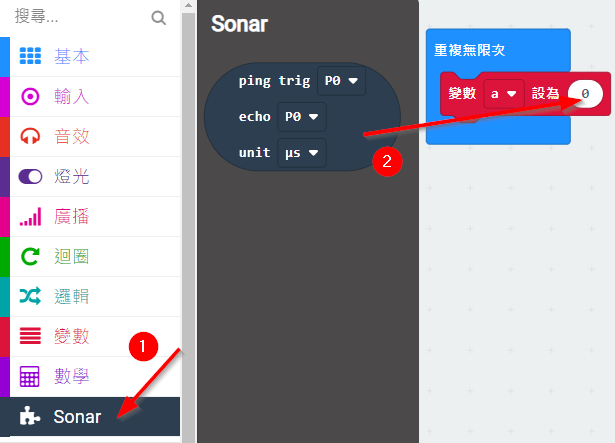 搜尋...
基本
輸入
音效
燈光
廣播
迴圈
邏輯
變數
數學
Sonar
1
Sonar
ping trig P0
echo P0
unit μs
2
重複無限次
變數 a 設為 0